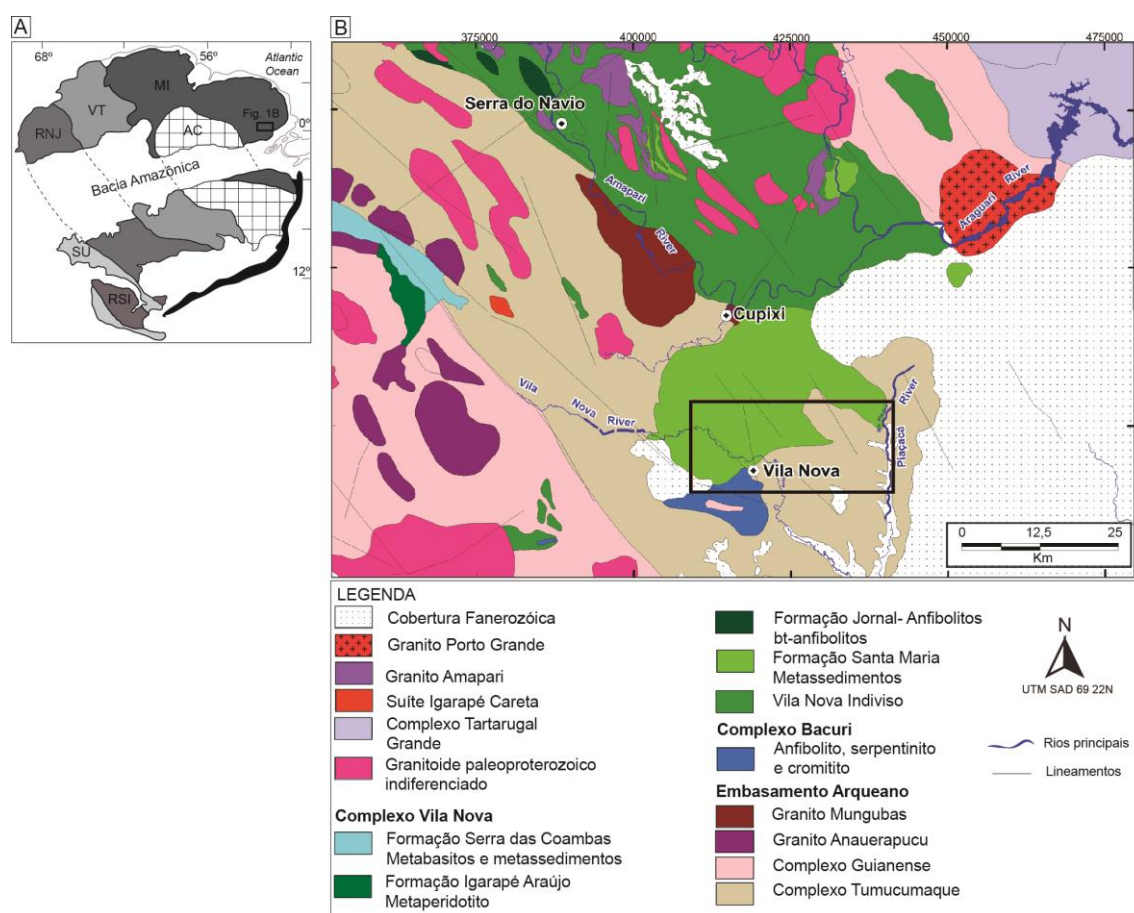 A
68°
56°
Atlantic
Ocean
MI
VT
Fig. 1B
RNJ
AC
0°
Bacia Amazônica
SU
12°
RSI
B
375000
400000
425000
450000
475000
Serra do Navio
Amapari
River
Araguari
River
Cupixi
Vila
Nova
River
Piaçacá
River
Vila Nova
0
12,5
25
Km
LEGENDA
Cobertura Fanerozóica
Granito Porto Grande
Granito Amapari
Suíte Igarapé Careta
Complexo Tartarugal
Grande
Granitoide paleoproterozoico
indiferenciado
Complexo Vila Nova
Formação Serra das Coambas
Metabasitos e metassedimentos
Formação Igarapé Araújo
Metaperidotito
Formação Jornal- Anfibolitos
bt-anfibolitos
Formação Santa Maria
Metassedimentos
Vila Nova Indiviso
Complexo Bacuri
Anfibolito, serpentinito
e cromitito
Embasamento Arqueano
Granito Mungubas
Granito Anauerapucu
Complexo Guianense
Complexo Tumucumaque
N
UTM SAD 69 22N
Rios principais
Lineamentos